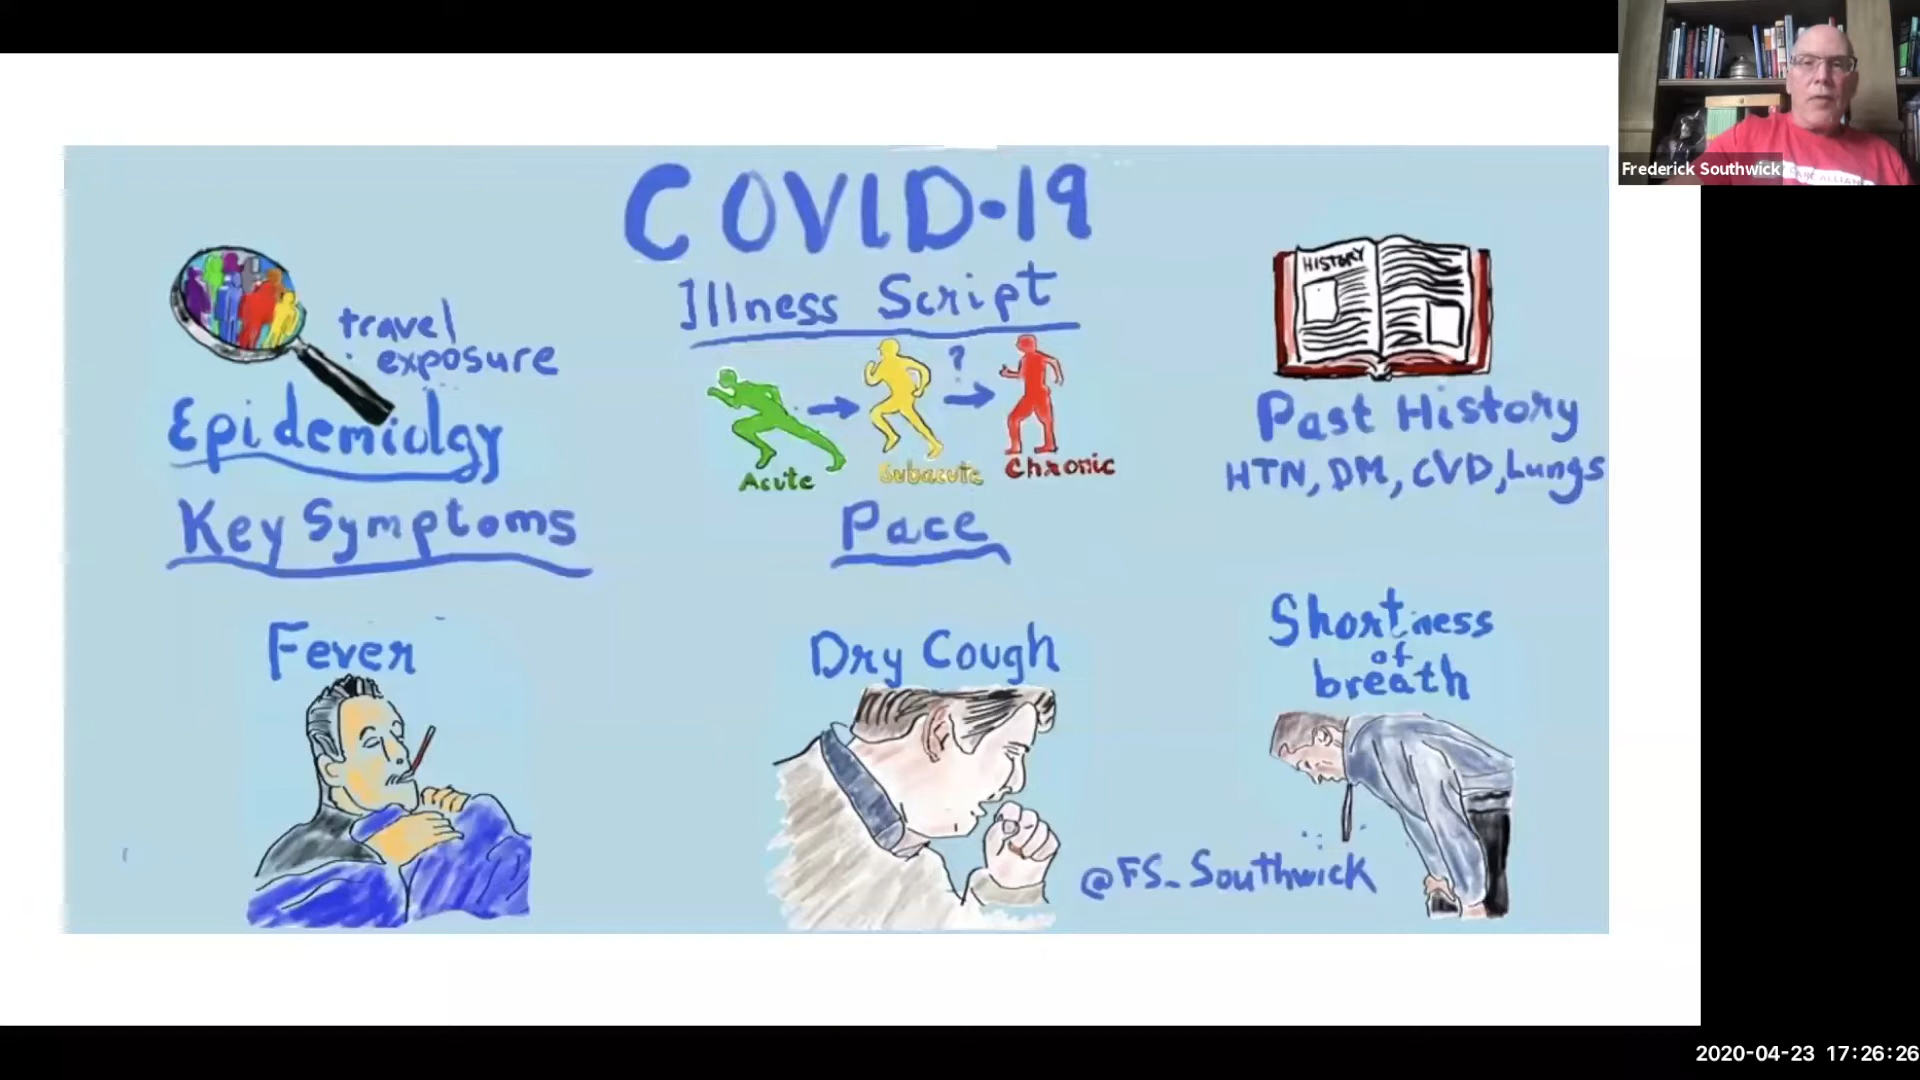 COVID-19
Illness Script
travel
exposure
Epidemiolgy
Acute
Subacute
?
Chronic
Pace
HISTORY
Past History
HTN, DM, CVD, Lungs
Key Symptoms
Fever
Dry Cough
Shortness
of
breath
@FS_Southwick
Frederick Southwick
2020-04-23 17:26:26